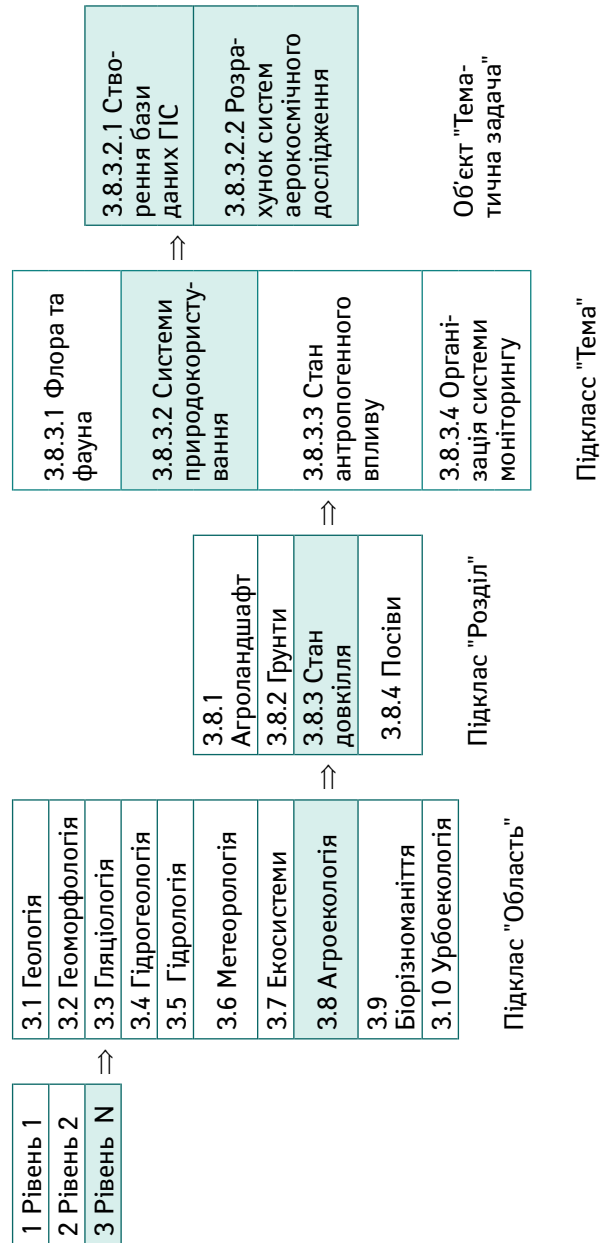 1 Рівень 1
2 Рівень 2
3 Рівень N
⇒
3.1 Геологія
3.2 Геоморфологія
3.3 Гляціологія
3.4 Гідрогеологія
3.5 Гідрологія
3.6 Метеорологія
3.7 Екосистеми
3.8 Агроекологія
3.9
Біорізноманіття
3.10 Урбоекологія
Підклас "Область"
⇒
3.8.1
Агроландшафт
3.8.2 Грунти
3.8.3 Стан
довкілля
3.8.4 Посіви
Підклас "Розділ"
⇒
3.8.3.1 Флора та
фауна
3.8.3.2 Системи
природокористу-
вання
3.8.3.3 Стан
антропогенного
впливу
3.8.3.4 Органі-
зація системи
моніторингу
Підкласс "Тема"
⇒
3.8.3.2.1 Ство-
рення бази
даних ГІС
3.8.3.2.2 Розра-
хунок систем
аерокосмічного
дослідження
Об'єкт "Тема-
тична задача"